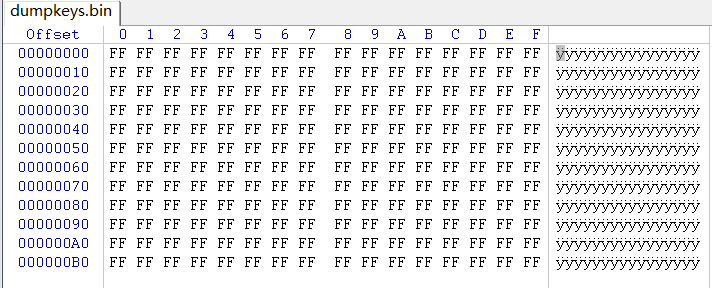 dumpkeys.bin
Offset 0 1 2 3 4 5 6 7 8 9 A B C D E F
00000000 FF FF FF FF FF FF FF FF FF FF FF FF FF FF FF FF ÿÿÿÿÿÿÿÿÿÿÿÿÿÿÿÿ
00000010 FF FF FF FF FF FF FF FF FF FF FF FF FF FF FF FF ÿÿÿÿÿÿÿÿÿÿÿÿÿÿÿÿ
00000020 FF FF FF FF FF FF FF FF FF FF FF FF FF FF FF FF ÿÿÿÿÿÿÿÿÿÿÿÿÿÿÿÿ
00000030 FF FF FF FF FF FF FF FF FF FF FF FF FF FF FF FF ÿÿÿÿÿÿÿÿÿÿÿÿÿÿÿÿ
00000040 FF FF FF FF FF FF FF FF FF FF FF FF FF FF FF FF ÿÿÿÿÿÿÿÿÿÿÿÿÿÿÿÿ
00000050 FF FF FF FF FF FF FF FF FF FF FF FF FF FF FF FF ÿÿÿÿÿÿÿÿÿÿÿÿÿÿÿÿ
00000060 FF FF FF FF FF FF FF FF FF FF FF FF FF FF FF FF ÿÿÿÿÿÿÿÿÿÿÿÿÿÿÿÿ
00000070 FF FF FF FF FF FF FF FF FF FF FF FF FF FF FF FF ÿÿÿÿÿÿÿÿÿÿÿÿÿÿÿÿ
00000080 FF FF FF FF FF FF FF FF FF FF FF FF FF FF FF FF ÿÿÿÿÿÿÿÿÿÿÿÿÿÿÿÿ
00000090 FF FF FF FF FF FF FF FF FF FF FF FF FF FF FF FF ÿÿÿÿÿÿÿÿÿÿÿÿÿÿÿÿ
000000A0 FF FF FF FF FF FF FF FF FF FF FF FF FF FF FF FF ÿÿÿÿÿÿÿÿÿÿÿÿÿÿÿÿ
000000B0 FF FF FF FF FF FF FF FF FF FF FF FF FF FF FF FF ÿÿÿÿÿÿÿÿÿÿÿÿÿÿÿÿ